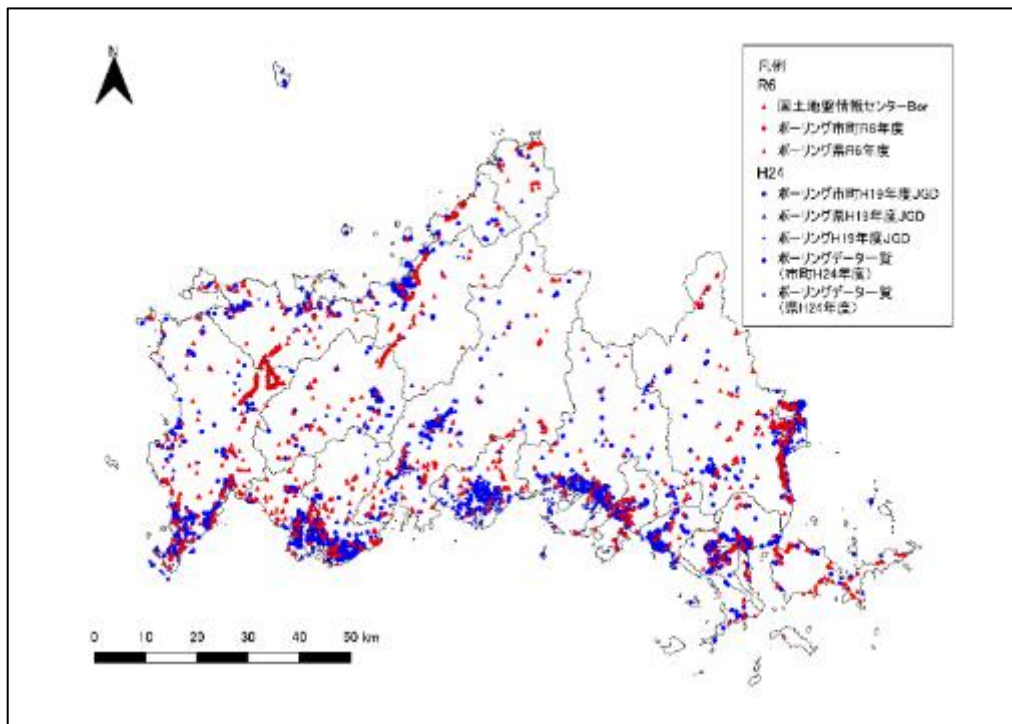 N
凡例
R6
国土地盤情報センターBor
ボーリング市町R6年度
ボーリング県R6年度
H24
ボーリング市町H19年度JGD
ボーリング県H19年度JGD
ボーリングH19年度JGD
ボーリングデータ一覧
(市町H24年度)
ボーリングデータ一覧
(県H24年度)
0 10 20 30 40 50 km